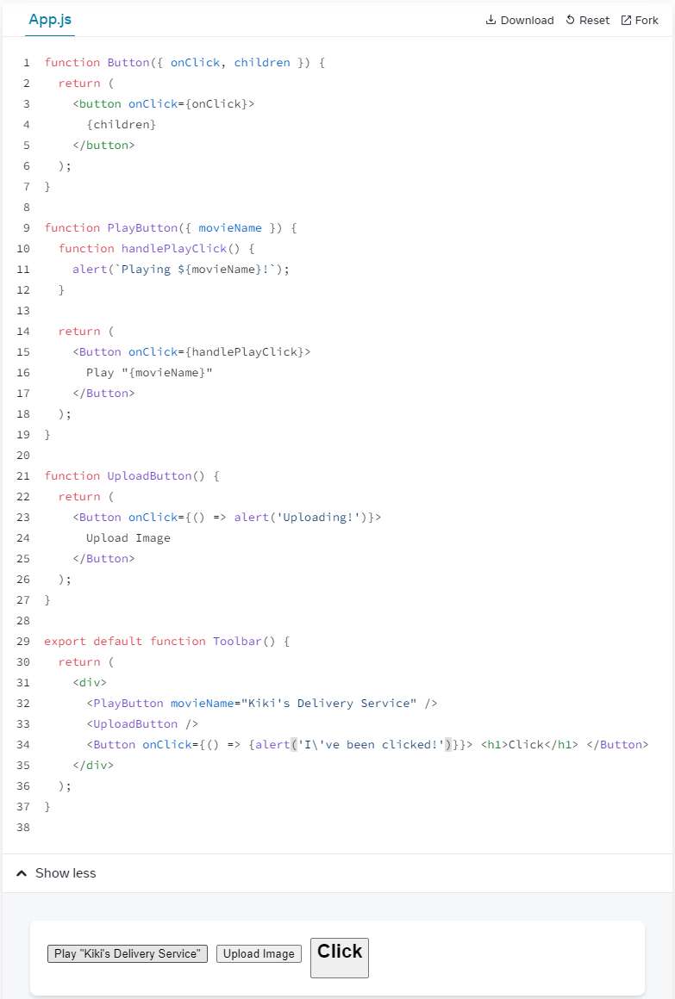 App.js Download Reset Fork
1 function Button({ onClick, children }) {
2   return (
3     <button onClick={onClick}>
4       {children}
5     </button>
6   );
7 }
8
9 function PlayButton({ movieName }) {
10   function handlePlayClick() {
11     alert(`Playing ${movieName}!`);
12   }
13
14   return (
15     <Button onClick={handlePlayClick}>
16       Play "{movieName}"
17     </Button>
18   );
19 }
20
21 function UploadButton() {
22   return (
23     <Button onClick={() => alert('Uploading!')}>
24       Upload Image
25     </Button>
26   );
27 }
28
29 export default function Toolbar() {
30   return (
31     <div>
32       <PlayButton movieName="Kiki's Delivery Service" />
33       <UploadButton />
34       <Button onClick={() => {alert('I\'ve been clicked!')}}> <h1>Click</h1> </Button>
35     </div>
36   );
37 }
38
Show less
Play "Kiki's Delivery Service" Upload Image Click